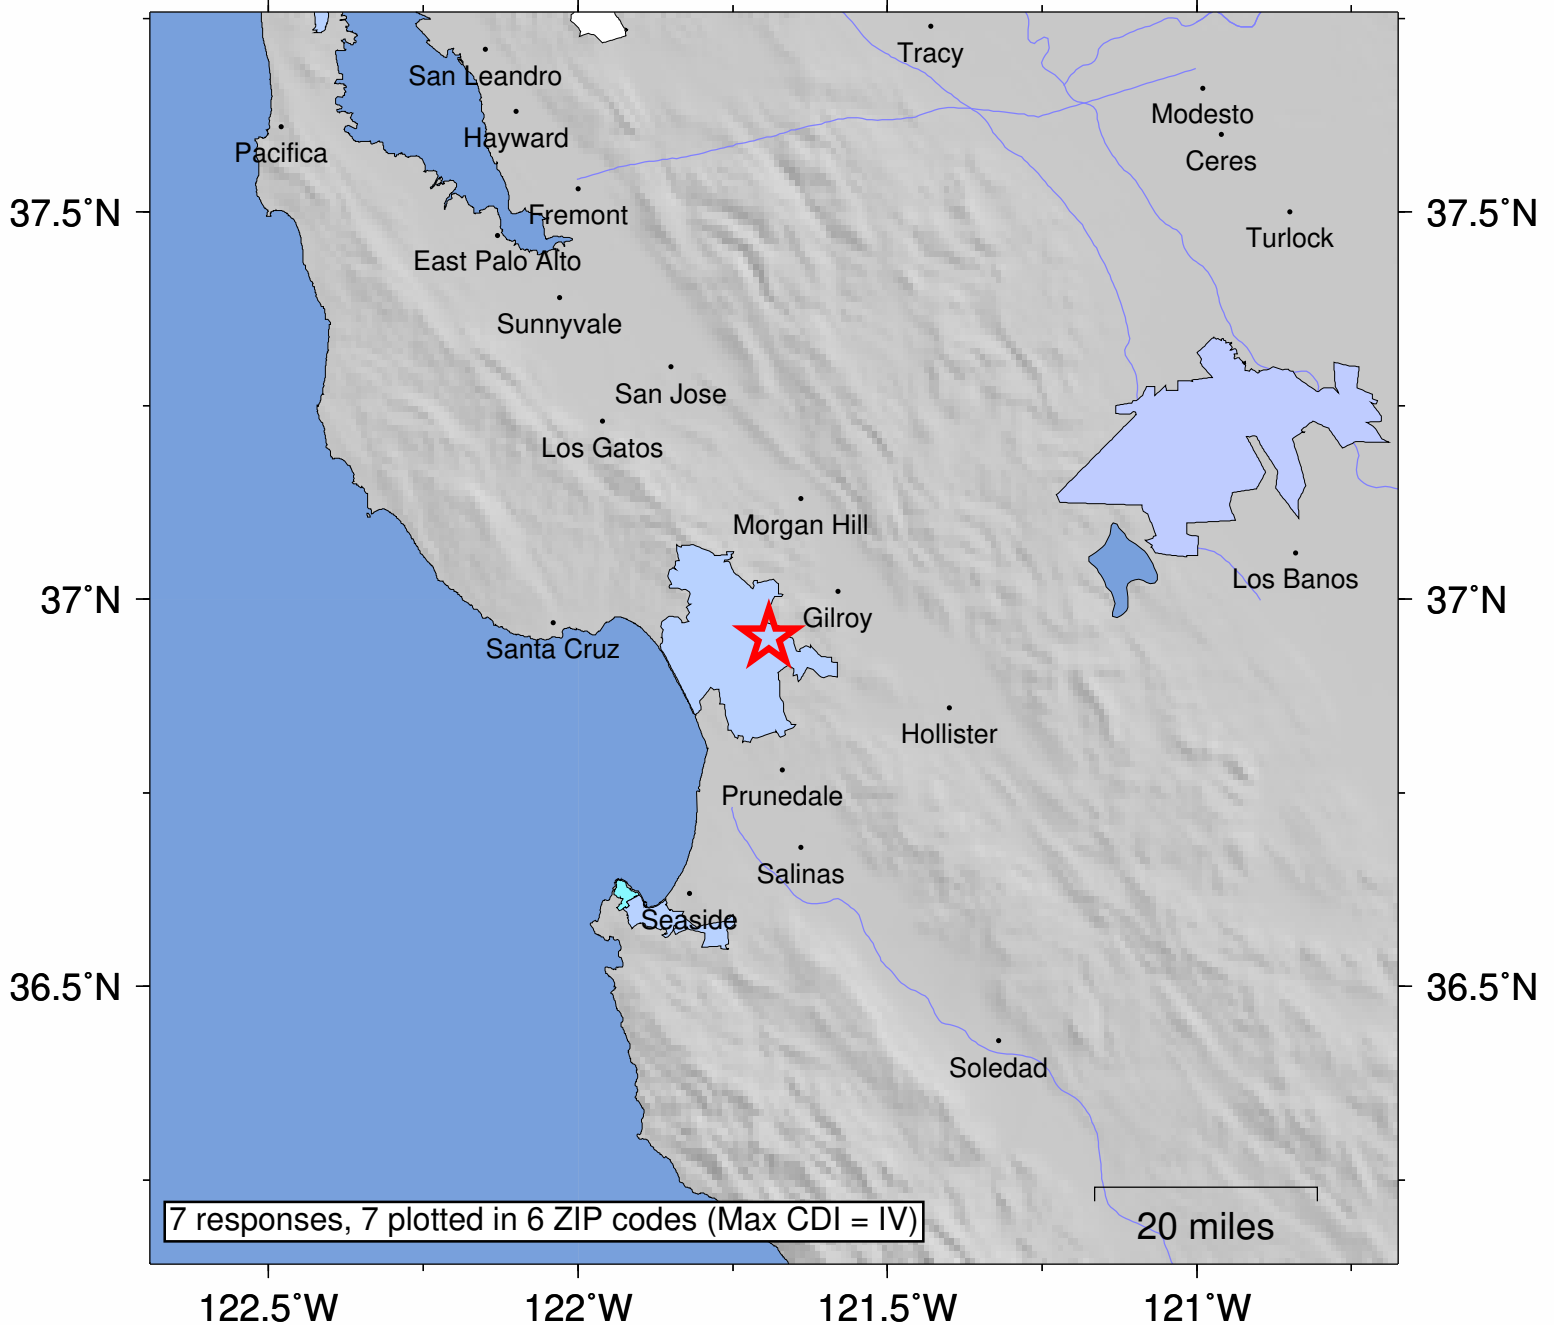 Tracy
San Leandro
Modesto
Hayward
Pacifica
Ceres
37.5˚N
Fremont
37.5˚N
Turlock
East Palo Alto
Sunnyvale
San Jose
Los Gatos
Morgan Hill
Los Banos
37˚N
37˚N
Gilroy
Santa Cruz
Hollister
Prunedale
Salinas
Seaside
36.5˚N
36.5˚N
Soledad
7 responses, 7 plotted in 6 ZIP codes (Max CDI = IV)
20 miles
122.5˚W
122˚W
121.5˚W
121˚W